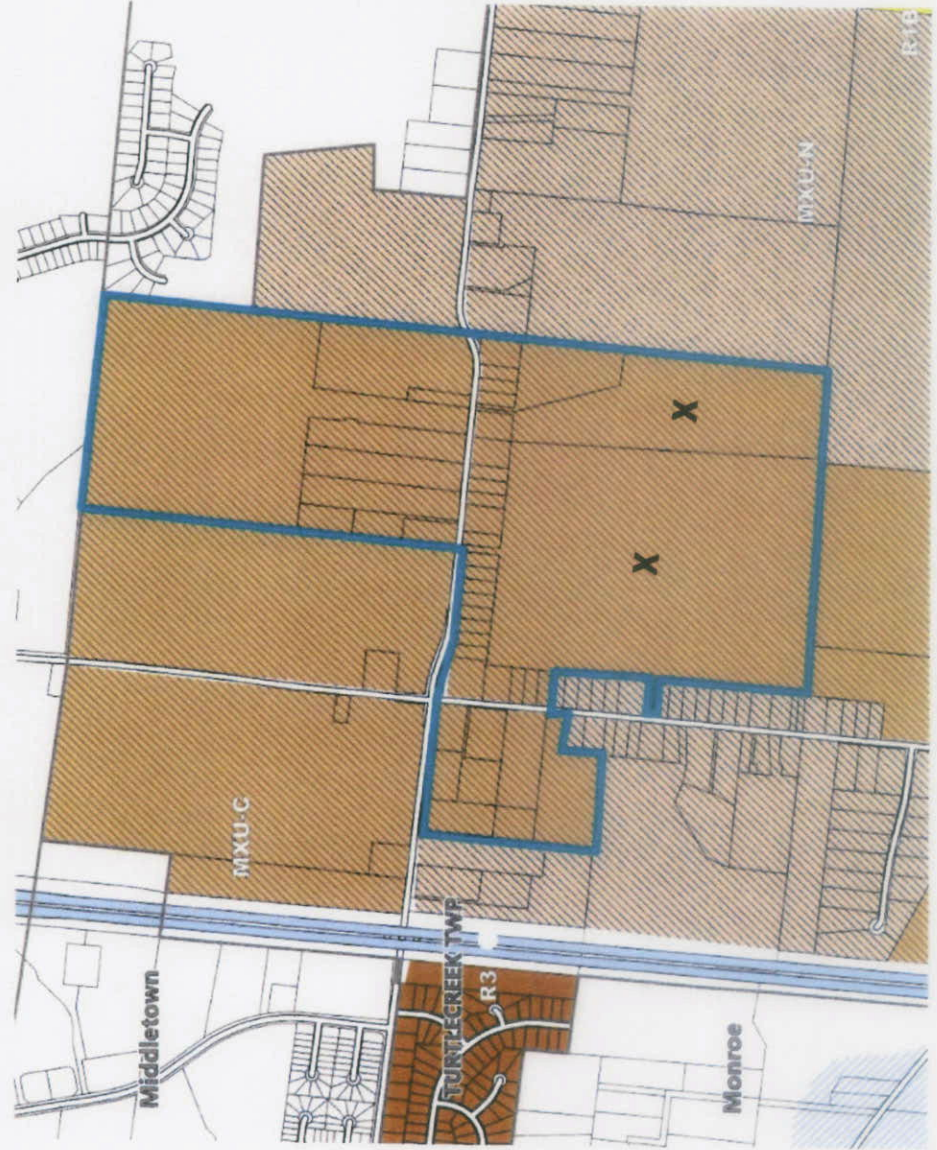 R1B
MXU-N
X
X
MXU-C
TURTLECREEK TWP
R3
Middletown
Monroe